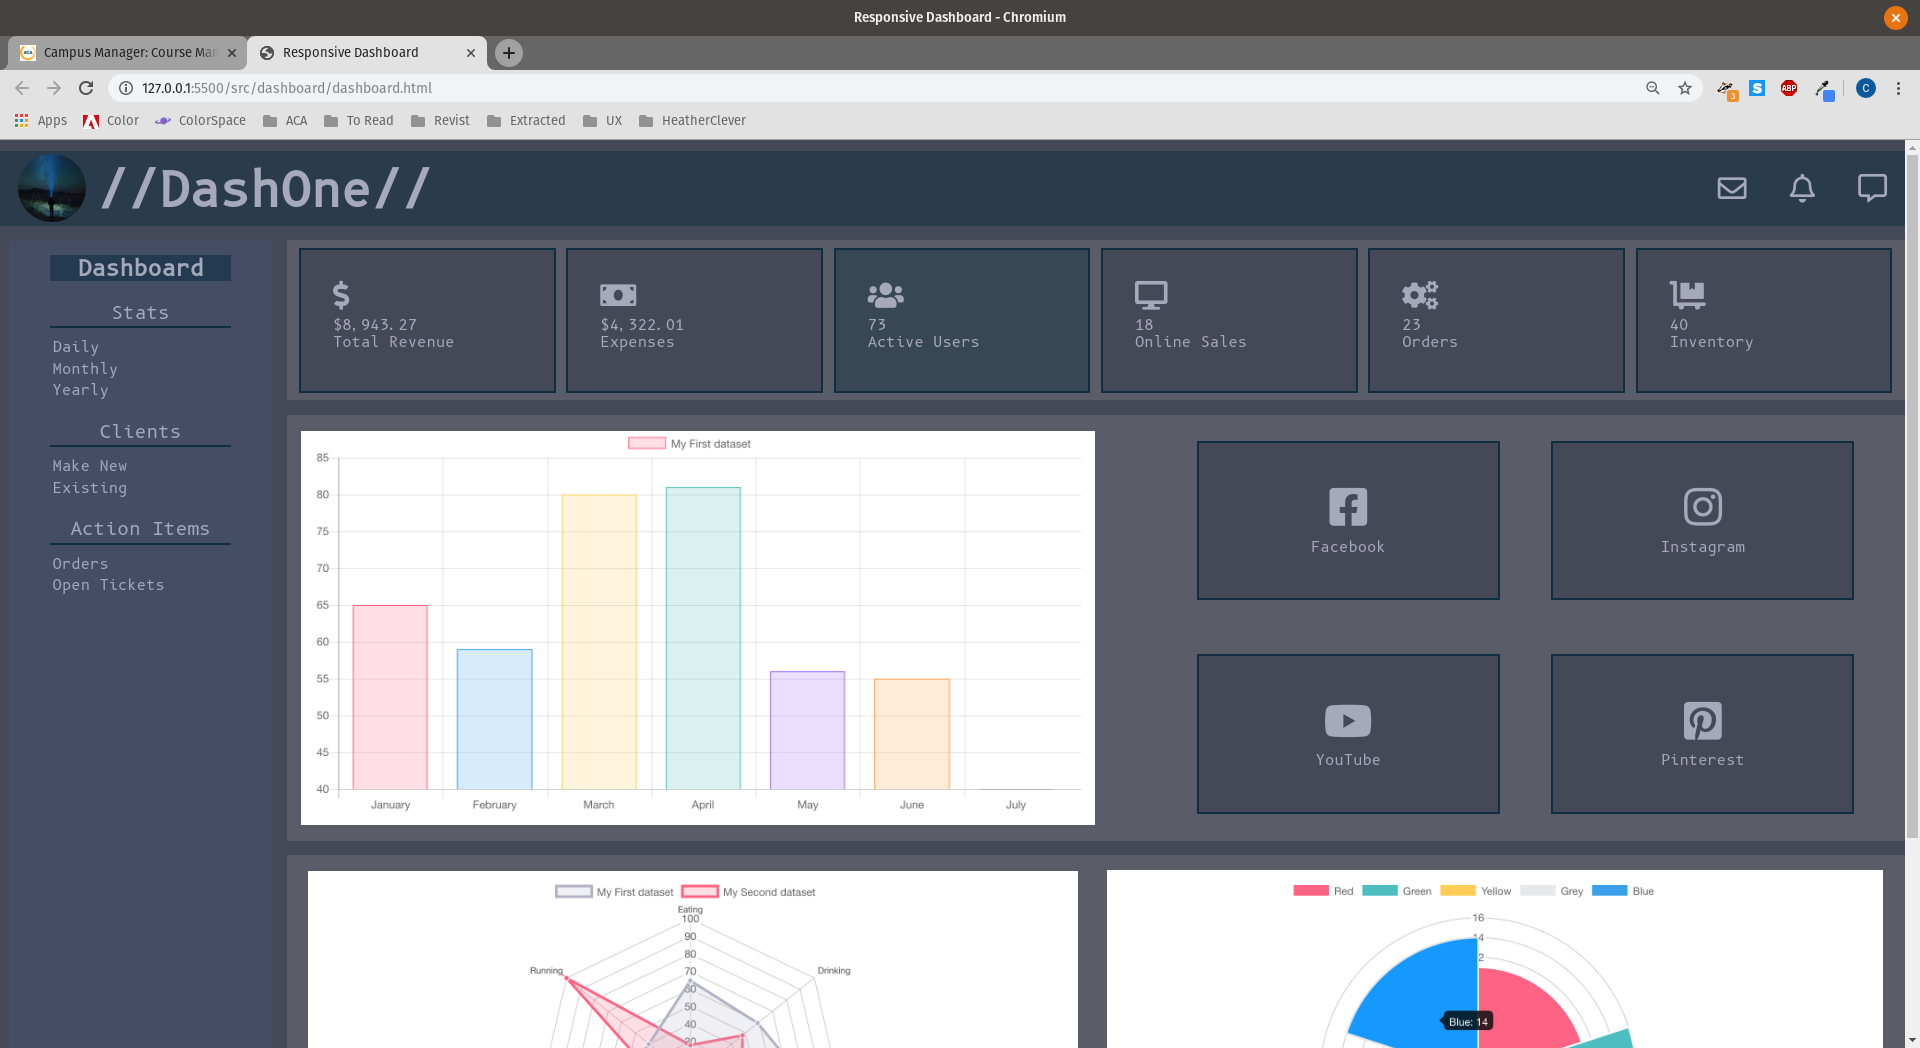 Responsive Dashboard - Chromium
Campus Manager: Course Mar
Responsive Dashboard
127.0.0.1:5500/src/dashboard/dashboard.html
3
S
ABP
C
Apps
Color
ColorSpace
ACA
To Read
Revist
Extracted
UX
HeatherClever
//DashOne//
Dashboard
Stats
Daily
Monthly
Yearly
Clients
Make New
Existing
Action Items
Orders
Open Tickets
$8,943.27
Total Revenue
$4,322.01
Expenses
73
Active Users
18
Online Sales
23
Orders
40
Inventory
My First dataset
85
80
75
70
65
60
55
50
45
40
January February March April May June July
Facebook
Instagram
YouTube
Pinterest
My First dataset My Second dataset
Eating
100
90
80
70
60
50
40
Running
Drinking
Red Green Yellow Grey Blue
16
Blue: 14